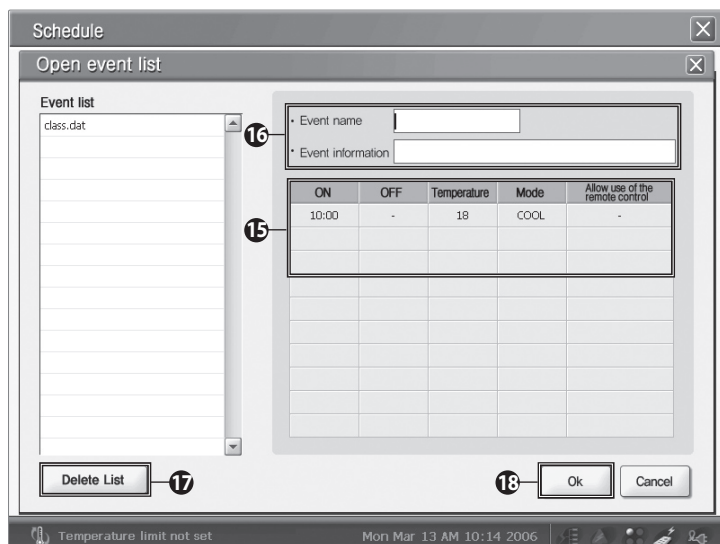 Schedule
Open event list
Event list
class.dat
16
• Event name
• Event information
15
ON OFF Temperature Mode Allow use of the remote control
10:00 - 18 COOL -
Delete List
17
18
Ok
Cancel
Temperature limit not set
Mon Mar 13 AM 10:14 2006